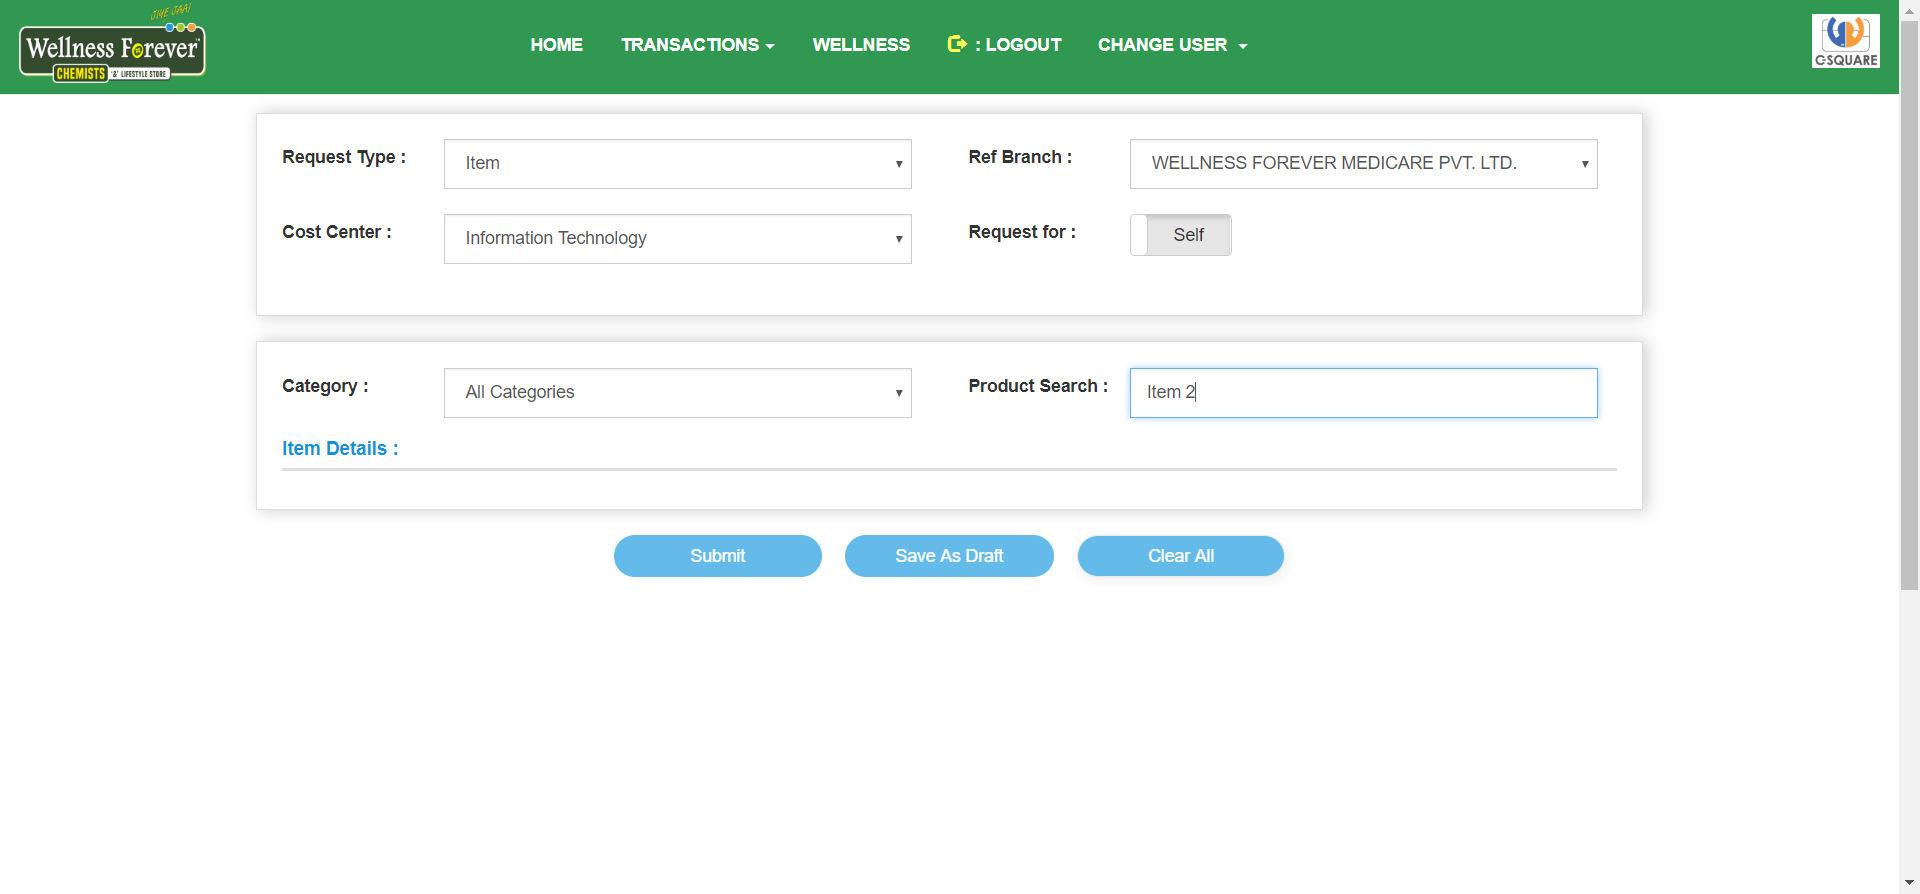 JIYE JAAI
Wellness Forever
CHEMISTS '&' LIFESTYLE STORE
HOME TRANSACTIONS WELLNESS : LOGOUT CHANGE USER
C-SQUARE
Request Type : Item Ref Branch : WELLNESS FOREVER MEDICARE PVT. LTD.
Cost Center : Information Technology Request for : Self
Category : All Categories Product Search : Item 2
Item Details :
Submit Save As Draft Clear All